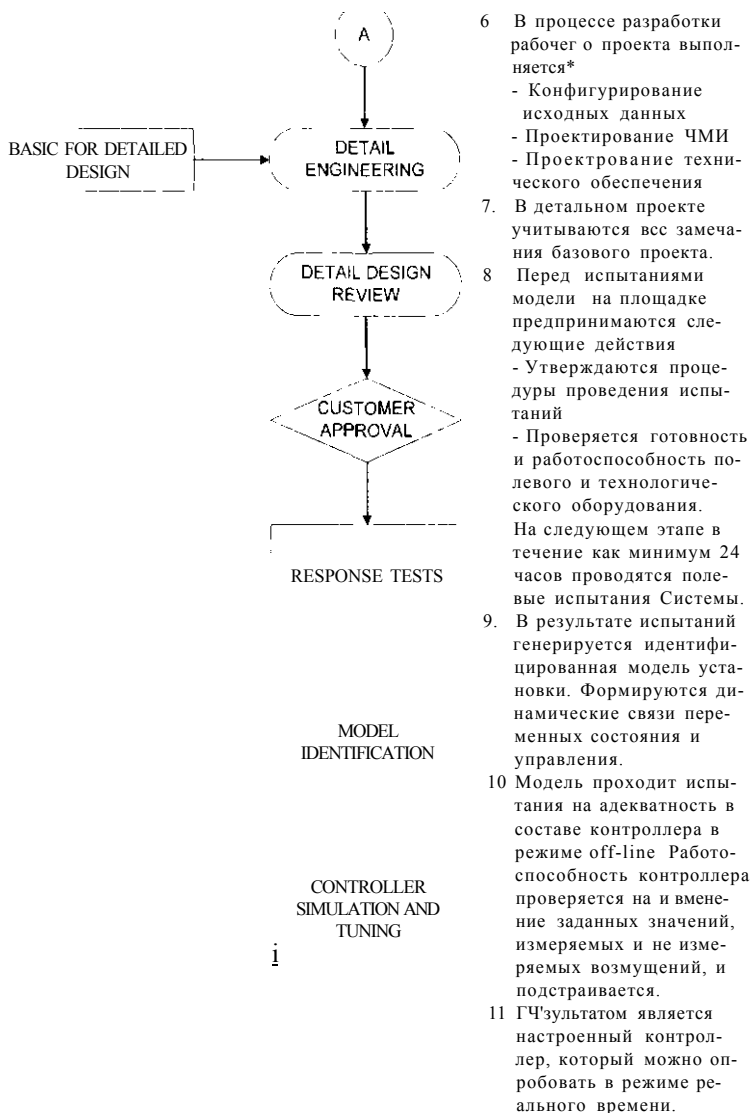 A
BASIC FOR DETAILED
DESIGN
DETAIL
ENGINEERING
DETAIL DESIGN
REVIEW
CUSTOMER
APPROVAL
RESPONSE TESTS
MODEL
IDENTIFICATION
CONTROLLER
SIMULATION AND
TUNING
i
6 В процессе разработки
рабочег о проекта выпол-
няется*
- Конфигурирование
исходных данных
- Проектирование ЧМИ
- Проектрование техни-
ческого обеспечения
7. В детальном проекте
учитываются всс замеча-
ния базового проекта.
8 Перед испытаниями
модели на площадке
предпринимаются сле-
дующие действия
- Утверждаются проце-
дуры проведения испы-
таний
- Проверяется готовность
и работоспособность по-
левого и технологиче-
ского оборудования.
На следующем этапе в
течение как минимум 24
часов проводятся поле-
вые испытания Системы.
9. В результате испытаний
генерируется идентифи-
цированная модель уста-
новки. Формируются ди-
намические связи пере-
менных состояния и
управления.
10 Модель проходит испы-
тания на адекватность в
составе контроллера в
режиме off-line Работо-
способность контроллера
проверяется на и вмене-
ние заданных значений,
измеряемых и не изме-
ряемых возмущений, и
подстраивается.
11 ГЧ'зультатом является
настроенный контрол-
лер, который можно оп-
робовать в режиме ре-
ального времени.